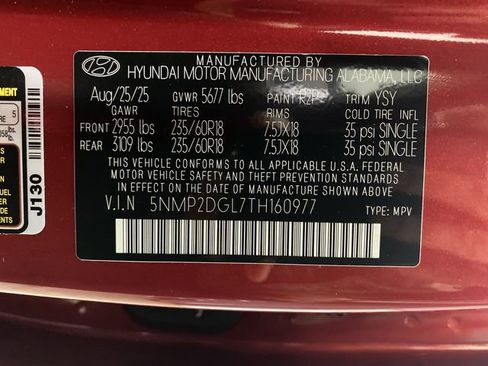 MANUFACTURED BY
HYUNDAI MOTOR MANUFACTURING ALABAMA, LLC
Aug/25/25 GVWR 5677 lbs PAINT R2P TRIM YSY
GAWR TIRES RIMS COLD TIRE INFL
FRONT 2955 lbs 235/60R18 7.5JX18 35 psi SINGLE
REAR 3109 lbs 235/60R18 7.5JX18 35 psi SINGLE
THIS VEHICLE CONFORMS TO ALL APPLICABLE U.S.A. FEDERAL
MOTOR VEHICLE SAFETY AND THEFT PREVENTION STANDARDS
IN EFFECT ON THE DATE OF MANUFACTURE SHOWN ABOVE.
V.I.N 5NMP2DGL7TH160977 TYPE: MPV
J130